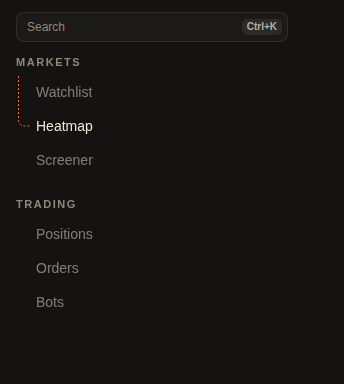 Search Ctrl+K
MARKETS
Watchlist
Heatmap
Screener
TRADING
Positions
Orders
Bots